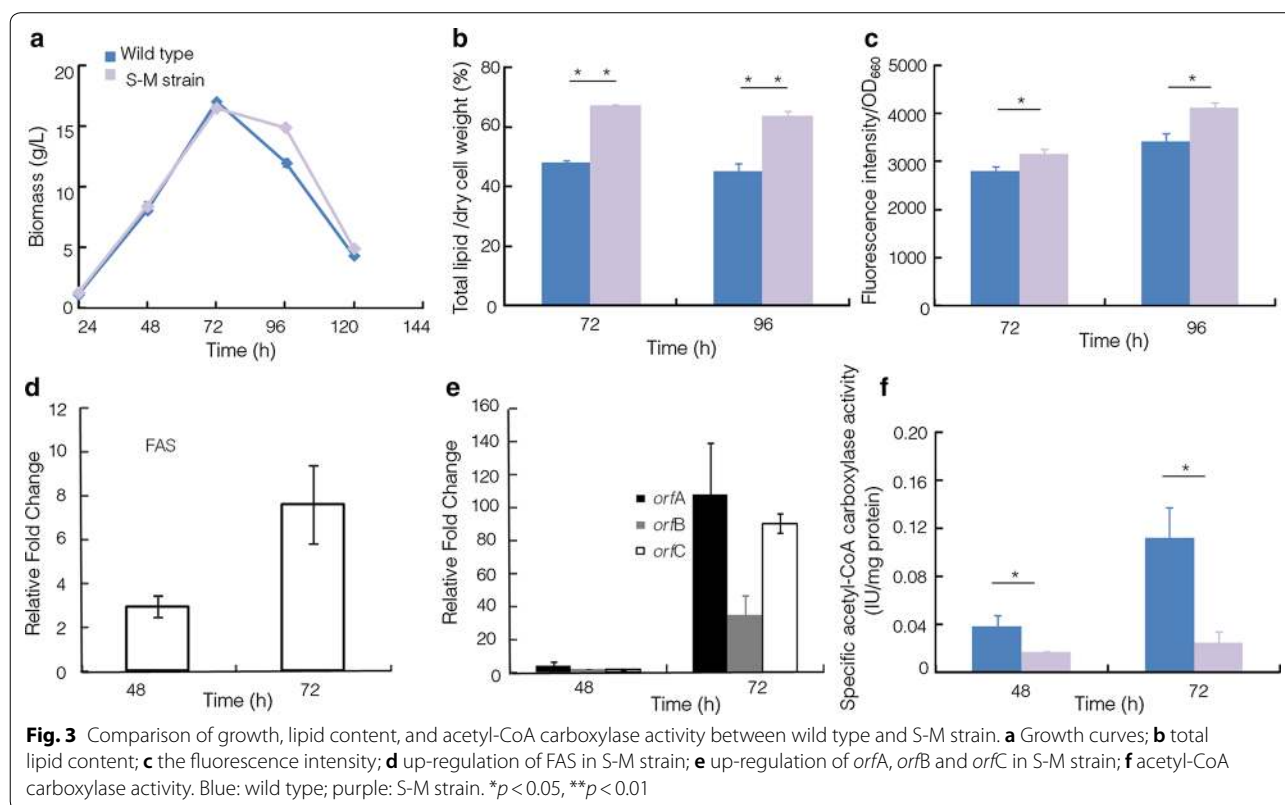 a
Wild type
S-M strain
20
15
10
5
0
Biomass (g/L)
24 48 72 96 120 144
Time (h)
b
80
60
40
20
0
Total lipid /dry cell weight (%)
* *
* *
72 96
Time (h)
c
5000
4000
3000
2000
1000
0
Fluorescence intensity/OD660
*
*
72 96
Time (h)
d
12
10
8
6
4
2
0
Relative Fold Change
FAS
48 72
Time (h)
e
160
140
120
100
80
60
40
20
0
Relative Fold Change
orfA
orfB
orfC
48 72
Time (h)
f
Specific acetyl-CoA carboxylase activity
(IU/mg protein)
0.20
0.16
0.12
0.08
0.04
0
*
*
48 72
Time (h)
Fig. 3 Comparison of growth, lipid content, and acetyl-CoA carboxylase activity between wild type and S-M strain. a Growth curves; b total
lipid content; c the fluorescence intensity; d up-regulation of FAS in S-M strain; e up-regulation of orfA, orfB and orfC in S-M strain; f acetyl-CoA
carboxylase activity. Blue: wild type; purple: S-M strain. *p < 0.05, **p < 0.01